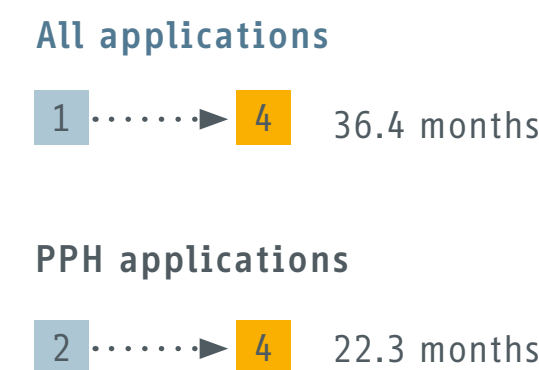 All applications
1 4 36.4 months
PPH applications
2 4 22.3 months